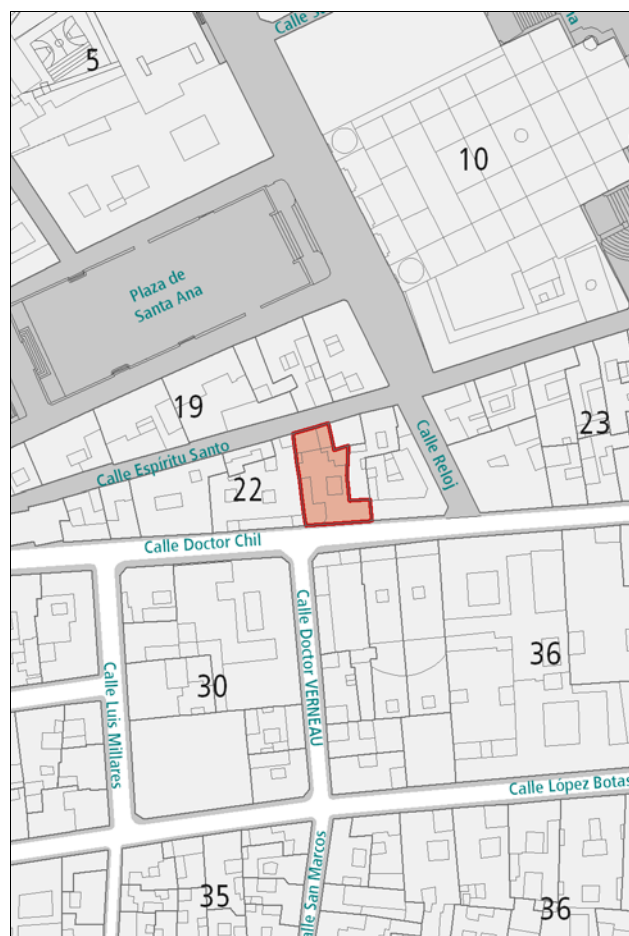 5
10
Plaza de
Santa Ana
19
23
Calle Espíritu Santo
Calle Reloj
22
Calle Doctor Chil
Calle Doctor VERNEAU
36
30
Calle Luis Millares
Calle López Botas
Calle San Marcos
35
36